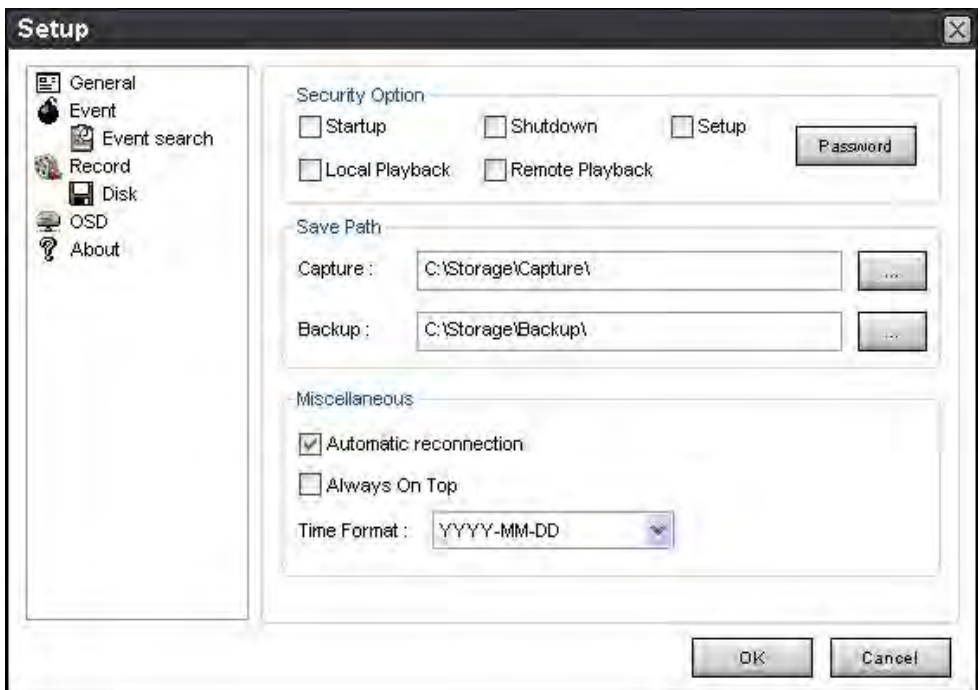 Setup
General
Event
Event search
Record
Disk
OSD
About
Security Option
Startup
Shutdown
Setup
Password
Local Playback
Remote Playback
Save Path
Capture :
C:\Storage\Capture\
...
Backup :
C:\Storage\Backup\
...
Miscellaneous
Automatic reconnection
Always On Top
Time Format :
YYYY-MM-DD
OK
Cancel